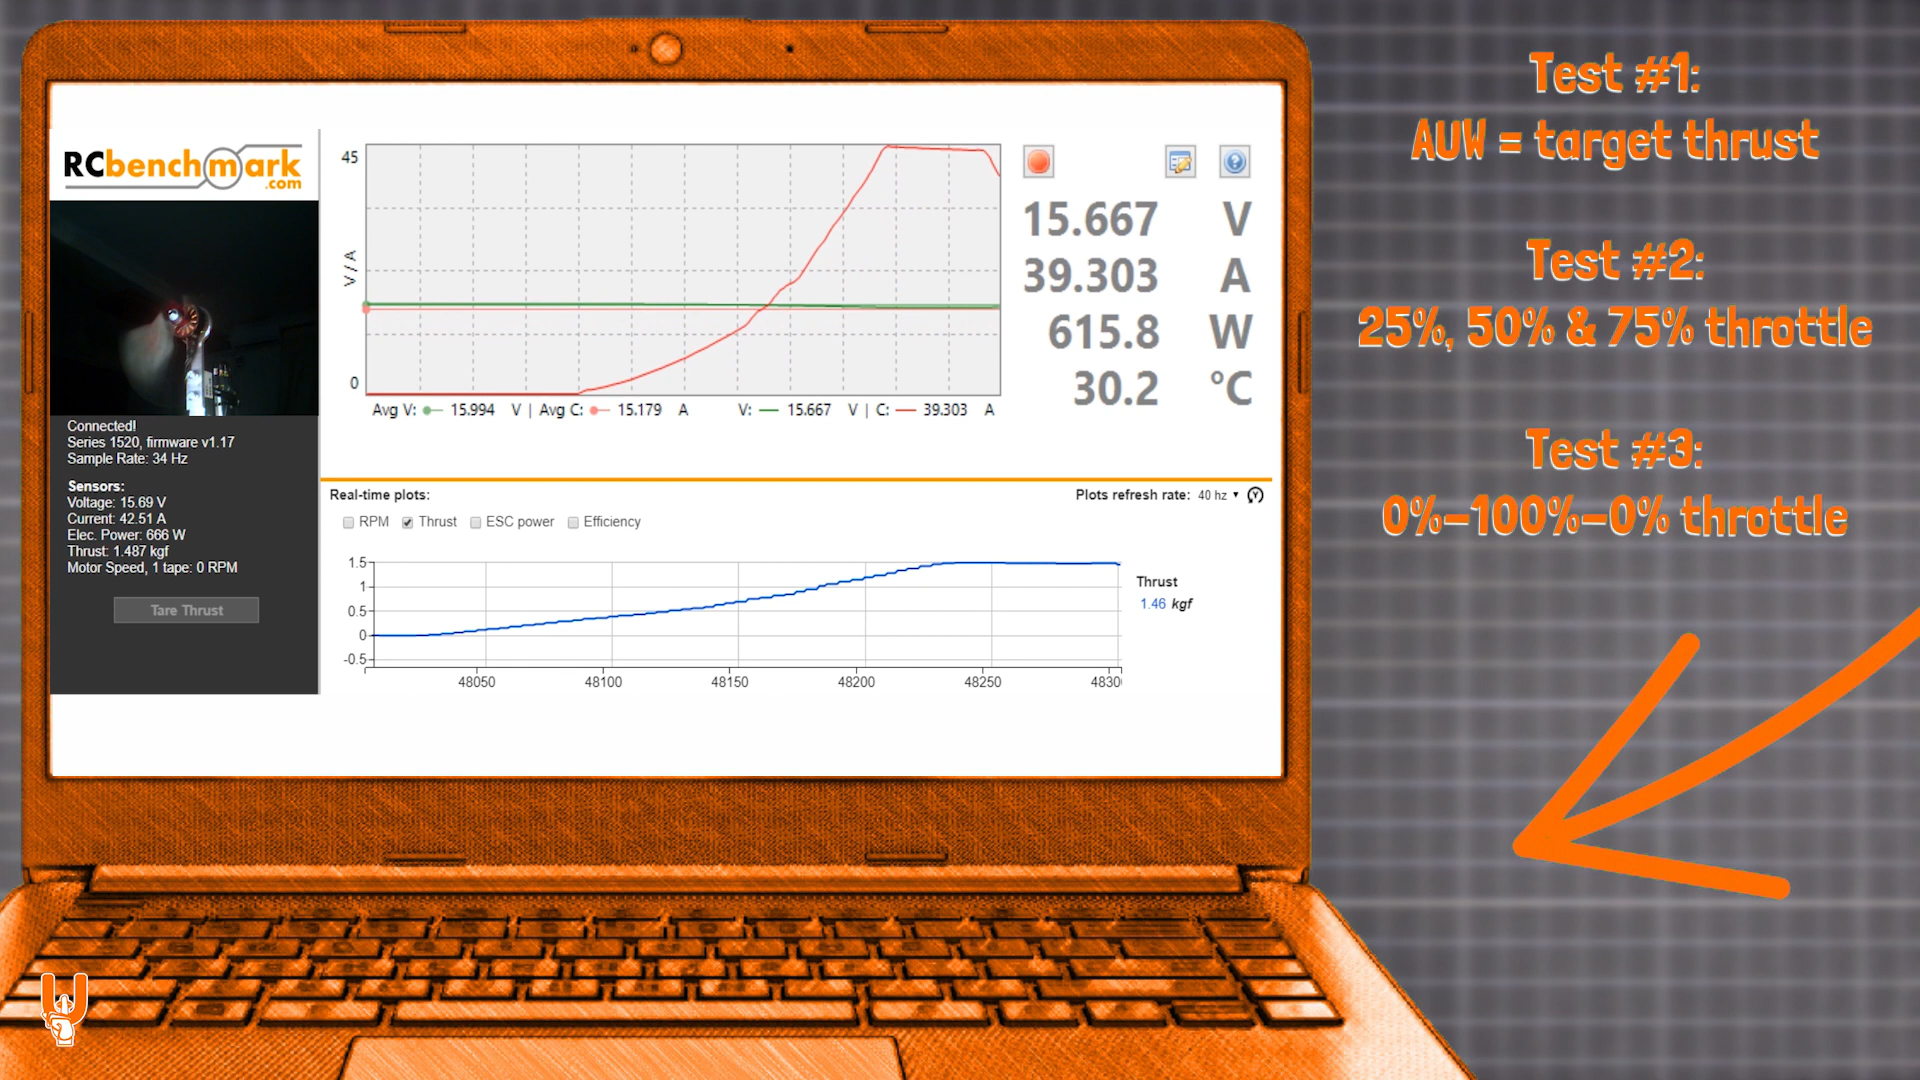 RCbenchmark
.com
Connected!
Series 1520, firmware v1.17
Sample Rate: 34 Hz
Sensors:
Voltage: 15.69 V
Current: 42.51 A
Elec. Power: 666 W
Thrust: 1.487 kgf
Motor Speed, 1 tape: 0 RPM
Tare Thrust
45
V / A
0
Avg V: 15.994 V | Avg C: 15.179 A V: 15.667 V | C: 39.303 A
15.667 V
39.303 A
615.8 W
30.2 °C
Real-time plots:
Plots refresh rate: 40 hz
RPM Thrust ESC power Efficiency
1.5
1
0.5
0
-0.5
48050 48100 48150 48200 48250 4830
Thrust
1.46 kgf
Test #1:
AUW = target thrust
Test #2:
25%, 50% & 75% throttle
Test #3:
0%-100%-0% throttle